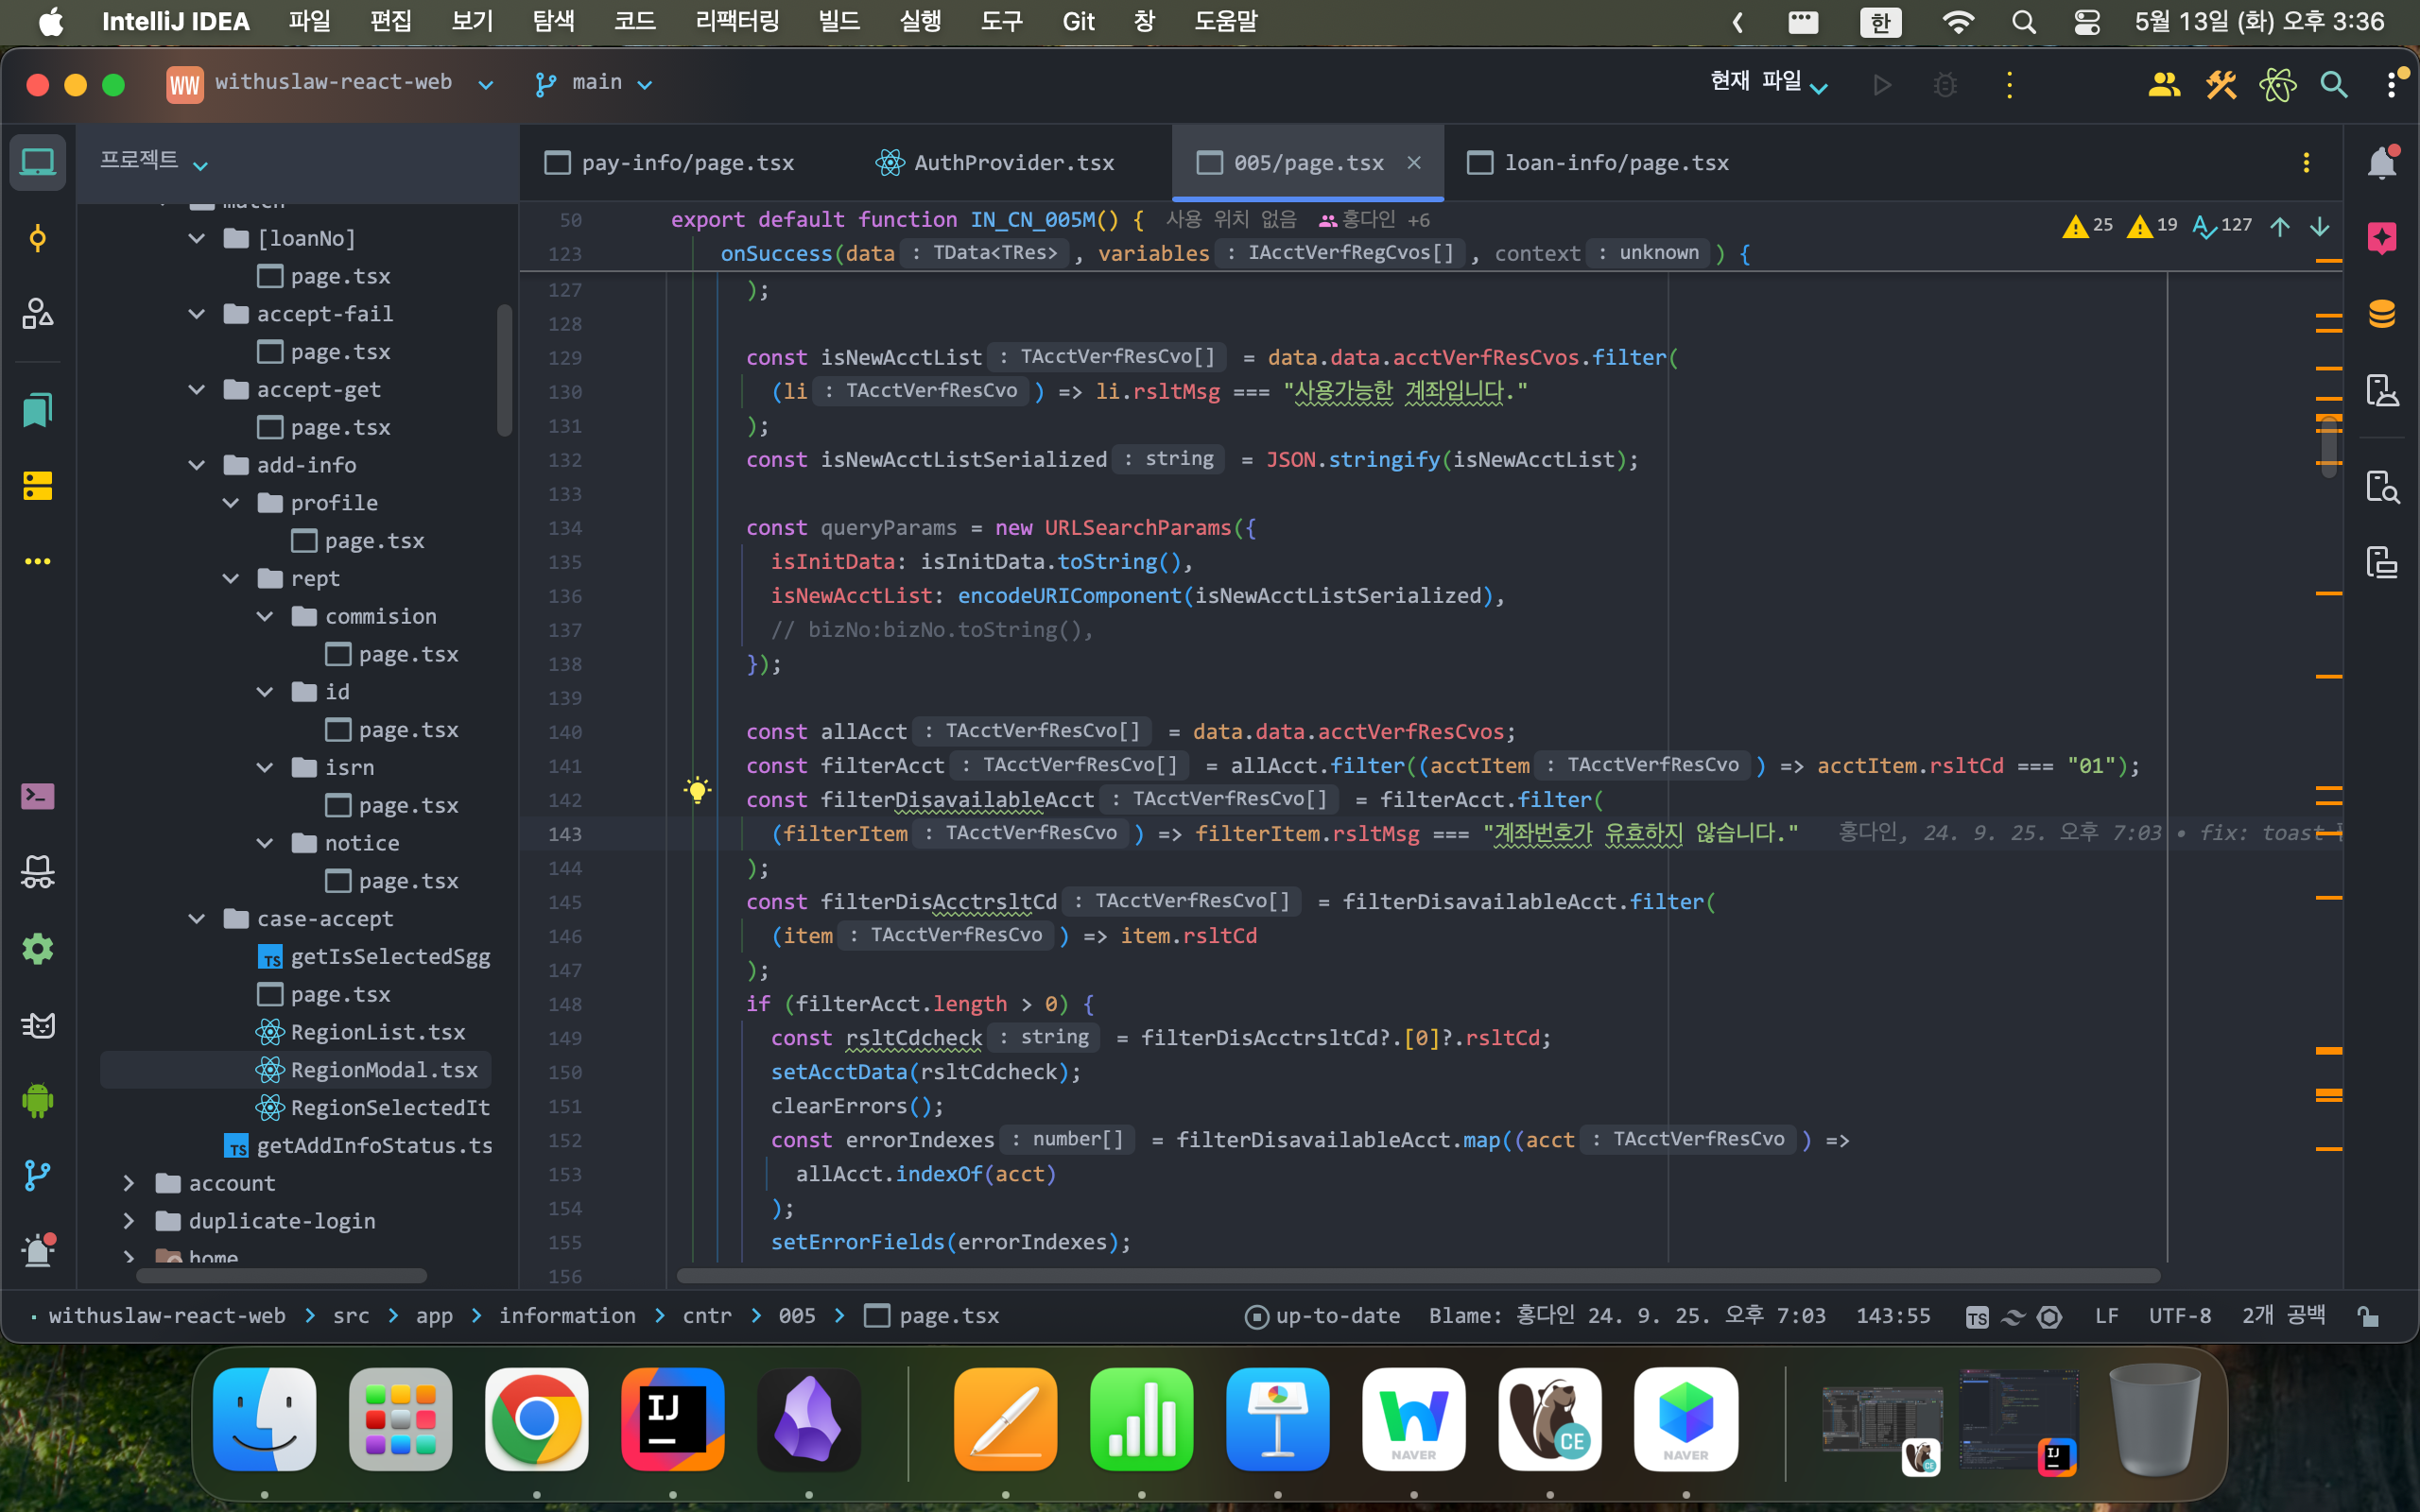 IntelliJ IDEA 파일 편집 보기 탐색 코드 리팩터링 빌드 실행 도구 Git 창 도움말 한 5월 13일 (화) 오후 3:36
WW withuslaw-react-web main 현재 파일
프로젝트
pay-info/page.tsx AuthProvider.tsx 005/page.tsx loan-info/page.tsx
[loanNo]
page.tsx
accept-fail
page.tsx
accept-get
page.tsx
add-info
profile
page.tsx
rept
commision
page.tsx
id
page.tsx
isrn
page.tsx
notice
page.tsx
case-accept
TS getIsSelectedSgg
page.tsx
RegionList.tsx
RegionModal.tsx
RegionSelectedIt
TS getAddInfoStatus.ts
account
duplicate-login
home
50 export default function IN_CN_005M() { 사용 위치 없음 홍다인 +6 25 19 127
123 onSuccess(data : TData<TRes> , variables : IAcctVerfRegCvos[] , context : unknown ) {
127 );
128
129 const isNewAcctList : TAcctVerfResCvo[] = data.data.acctVerfResCvos.filter(
130 (li : TAcctVerfResCvo ) => li.rsltMsg === "사용가능한 계좌입니다."
131 );
132 const isNewAcctListSerialized : string = JSON.stringify(isNewAcctList);
133
134 const queryParams = new URLSearchParams({
135 isInitData: isInitData.toString(),
136 isNewAcctList: encodeURIComponent(isNewAcctListSerialized),
137 // bizNo:bizNo.toString(),
138 });
139
140 const allAcct : TAcctVerfResCvo[] = data.data.acctVerfResCvos;
141 const filterAcct : TAcctVerfResCvo[] = allAcct.filter((acctItem : TAcctVerfResCvo ) => acctItem.rsltCd === "01");
142 const filterDisavailableAcct : TAcctVerfResCvo[] = filterAcct.filter(
143 (filterItem : TAcctVerfResCvo ) => filterItem.rsltMsg === "계좌번호가 유효하지 않습니다." 홍다인, 24. 9. 25. 오후 7:03 • fix: toast
144 );
145 const filterDisAcctrsltCd : TAcctVerfResCvo[] = filterDisavailableAcct.filter(
146 (item : TAcctVerfResCvo ) => item.rsltCd
147 );
148 if (filterAcct.length > 0) {
149 const rsltCdcheck : string = filterDisAcctrsltCd?.[0]?.rsltCd;
150 setAcctData(rsltCdcheck);
151 clearErrors();
152 const errorIndexes : number[] = filterDisavailableAcct.map((acct : TAcctVerfResCvo ) =>
153 allAcct.indexOf(acct)
154 );
155 setErrorFields(errorIndexes);
156
withuslaw-react-web src app information cntr 005 page.tsx up-to-date Blame: 홍다인 24. 9. 25. 오후 7:03 143:55 TS LF UTF-8 2개 공백
IJ NAVER CE NAVER CE IJ